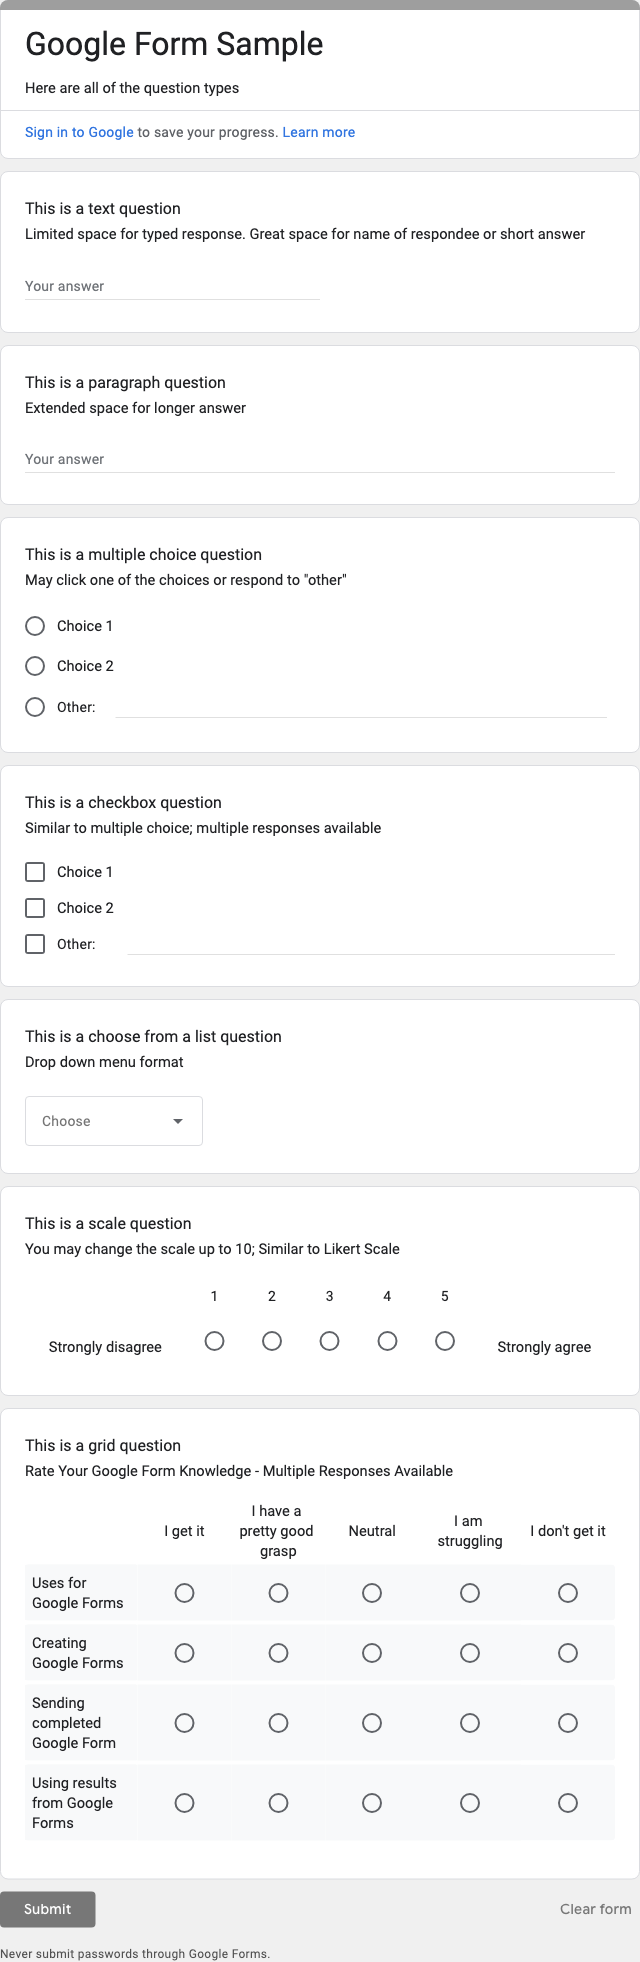 Google Form Sample
Here are all of the question types
Sign in to Google to save your progress. Learn more
This is a text question
Limited space for typed response. Great space for name of respondee or short answer
Your answer
This is a paragraph question
Extended space for longer answer
Your answer
This is a multiple choice question
May click one of the choices or respond to "other"
Choice 1
Choice 2
Other:
This is a checkbox question
Similar to multiple choice; multiple responses available
Choice 1
Choice 2
Other:
This is a choose from a list question
Drop down menu format
Choose
This is a scale question
You may change the scale up to 10; Similar to Likert Scale
1 2 3 4 5
Strongly disagree Strongly agree
This is a grid question
Rate Your Google Form Knowledge - Multiple Responses Available
I get it
I have a
pretty good
grasp
Neutral
I am
struggling
I don't get it
Uses for
Google Forms
Creating
Google Forms
Sending
completed
Google Form
Using results
from Google
Forms
Submit
Clear form
Never submit passwords through Google Forms.